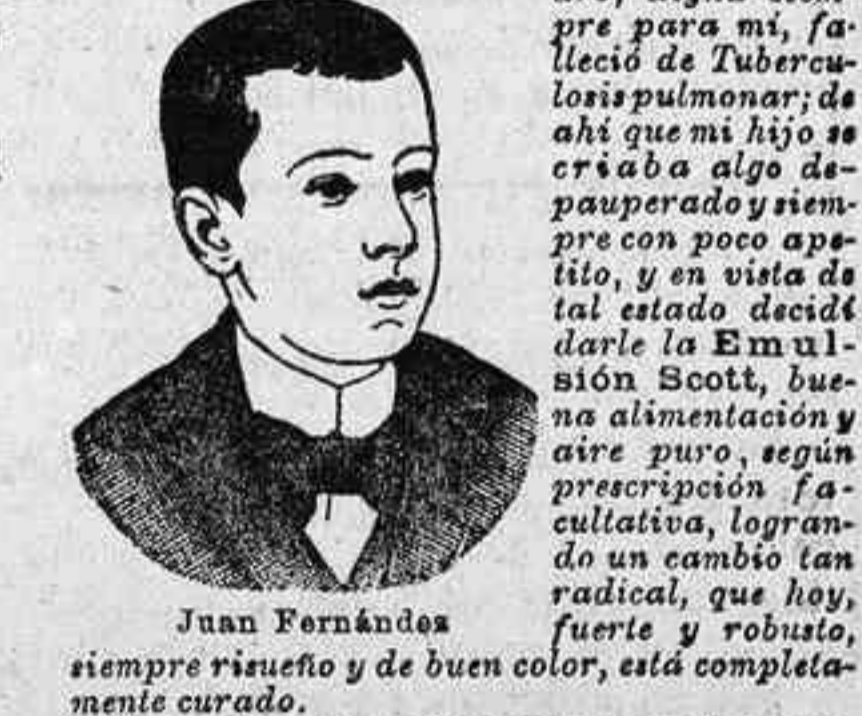 pre para mí, fa-
lleció de Tubercu-
losis pulmonar; de
ahí que mi hijo se
criaba algo de-
pauperado y siem-
pre con poco ape-
tito, y en vista de
tal estado decidí
darle la Emul-
sión Scott, bue-
na alimentación y
aire puro, según
prescripción fa-
cultativa, logran-
do un cambio tan
radical, que hoy,
fuerte y robusto,
Juan Fernández
siempre risueño y de buen color, está completa-
mente curado.